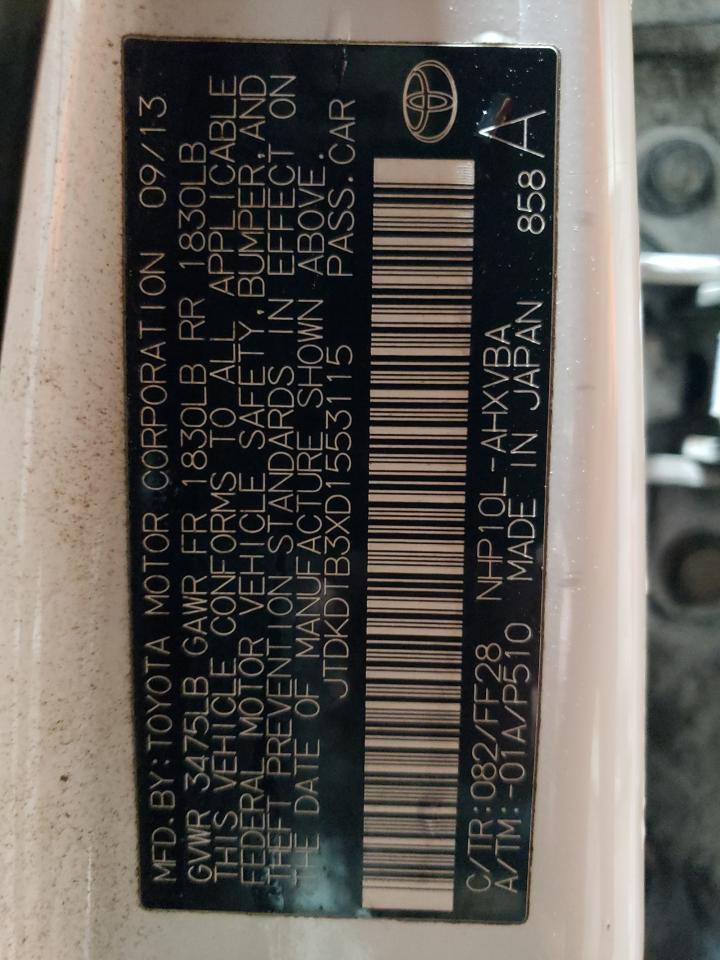 MFD.BY:TOYOTA MOTOR CORPORATION 09/13
GVWR 3475LB GAWR FR 1830LB RR 1830LB
THIS VEHICLE CONFORMS TO ALL APPLICABLE
FEDERAL MOTOR VEHICLE SAFETY, BUMPER, AND
THEFT PREVENTION STANDARDS IN EFFECT ON
THE DATE OF MANUFACTURE SHOWN ABOVE.
JTDKDTB3XD1553115 PASS.CAR
C/TR:082/FF28 NHP10L-AHXVBA
A/TM:-01A/P510 MADE IN JAPAN 858 A